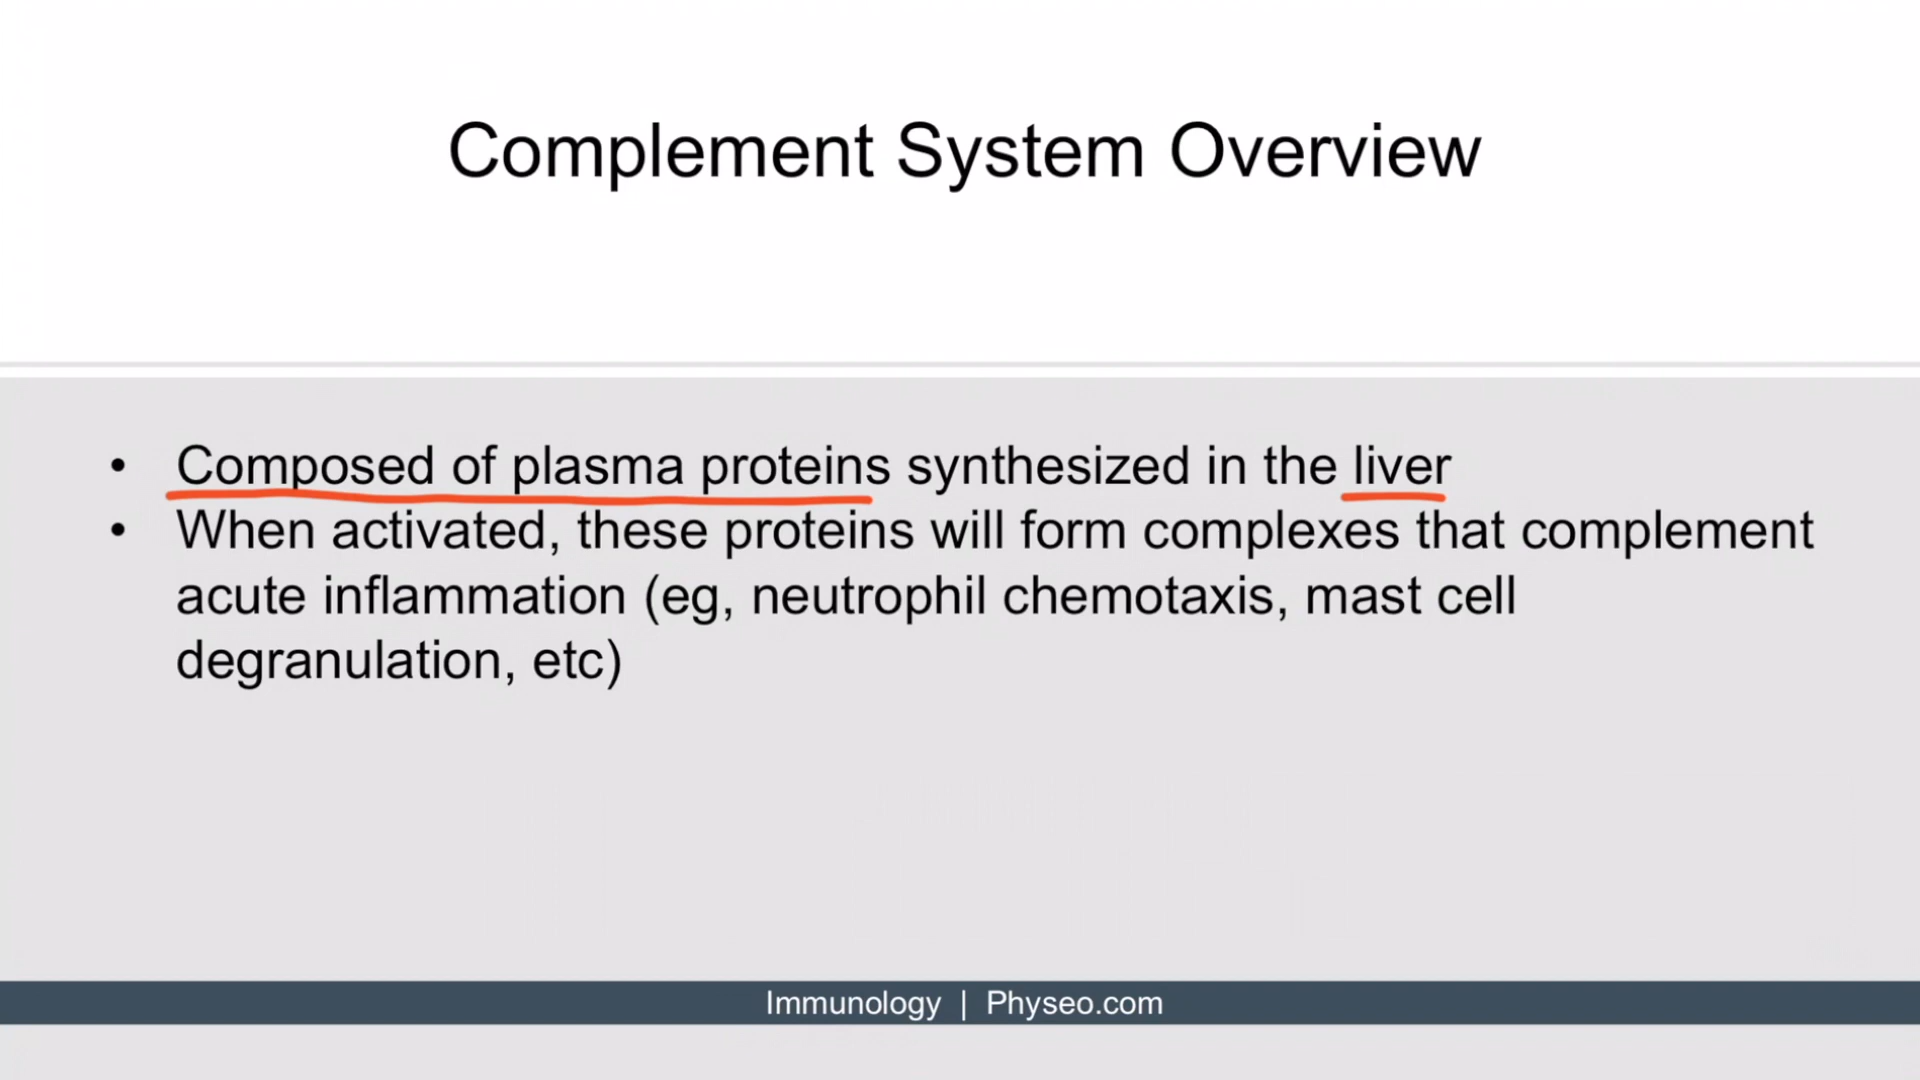 Complement System Overview
• Composed of plasma proteins synthesized in the liver
• When activated, these proteins will form complexes that complement
acute inflammation (eg, neutrophil chemotaxis, mast cell
degranulation, etc)
Immunology | Physeo.com